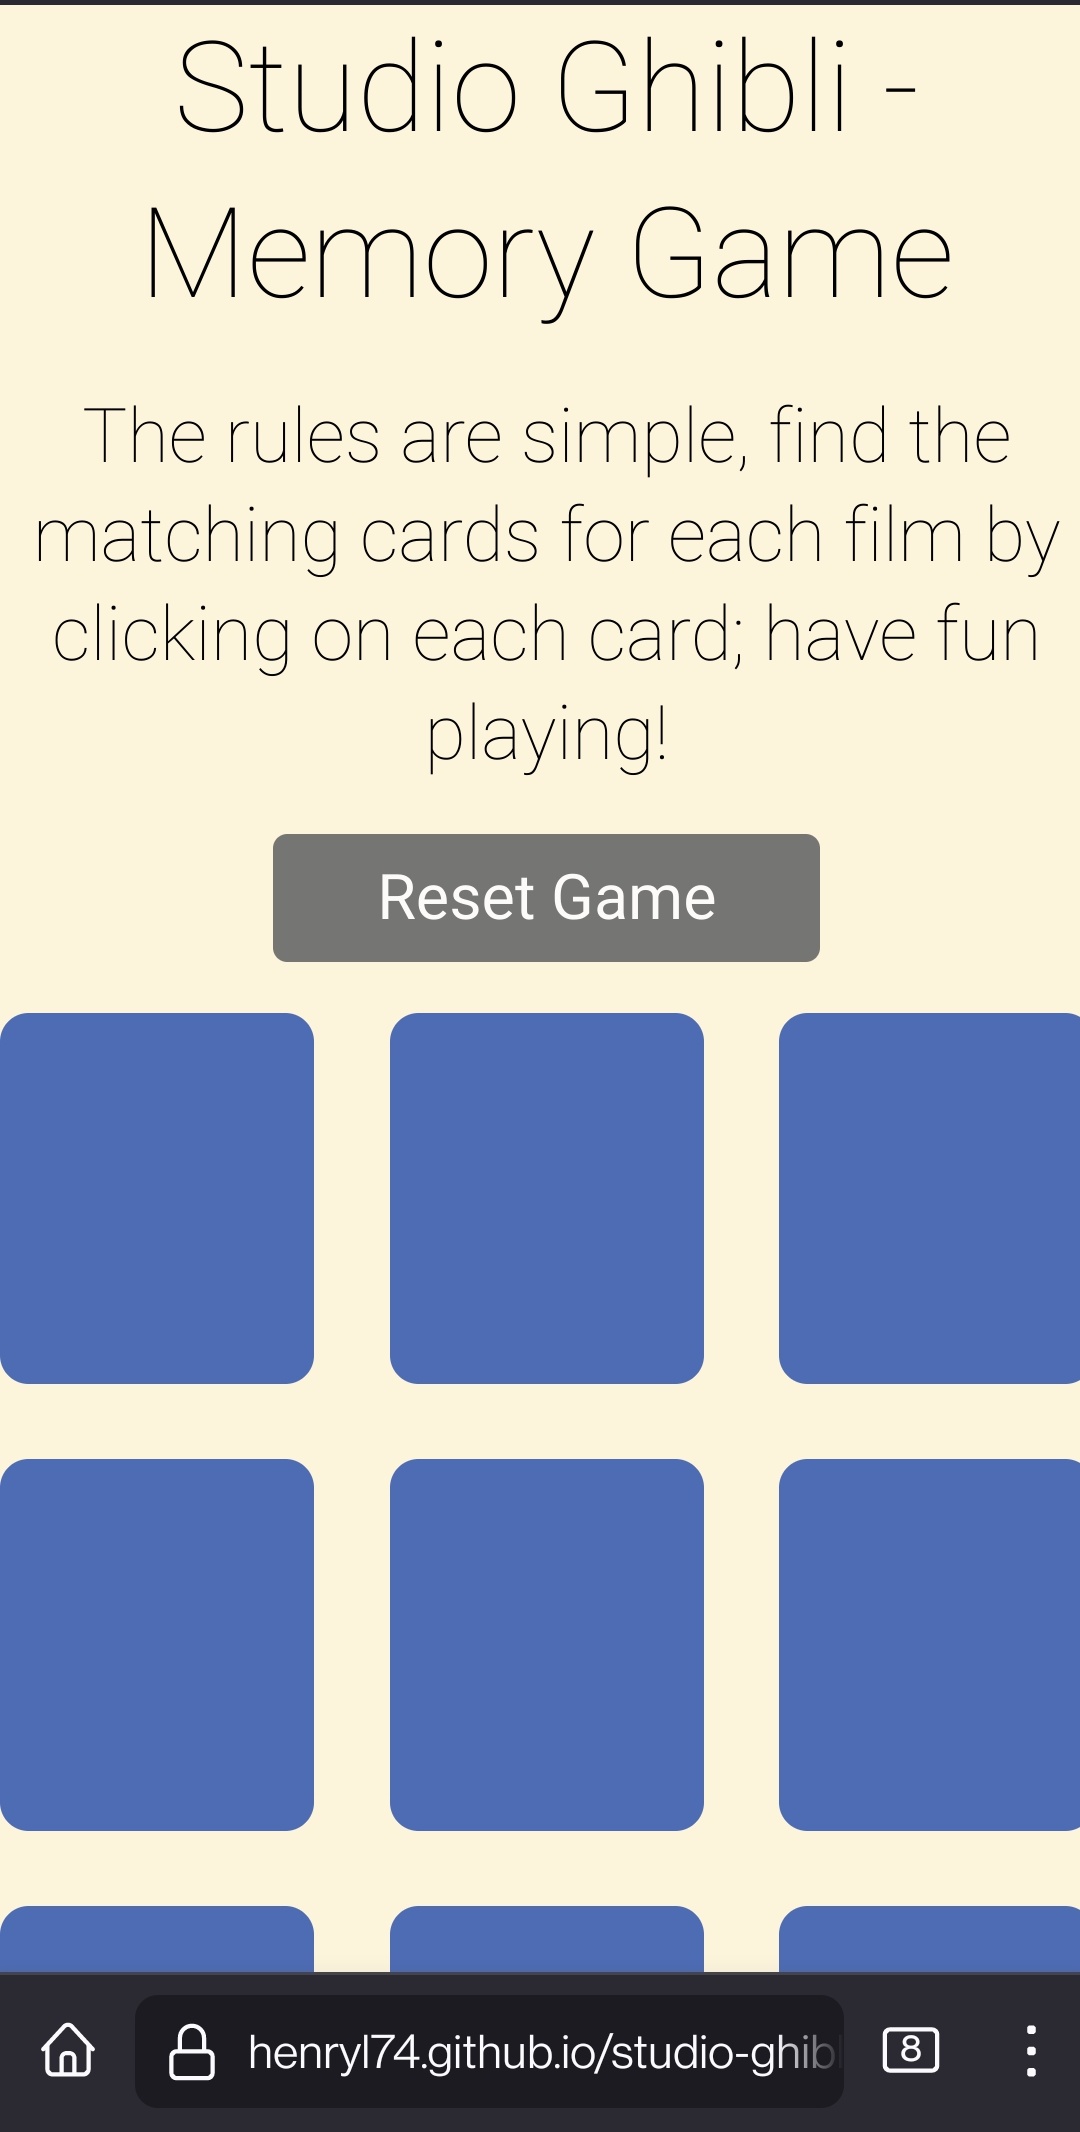 Studio Ghibli -
Memory Game
The rules are simple, find the
matching cards for each film by
clicking on each card; have fun
playing!
Reset Game
henryl74.github.io/studio-ghib
8